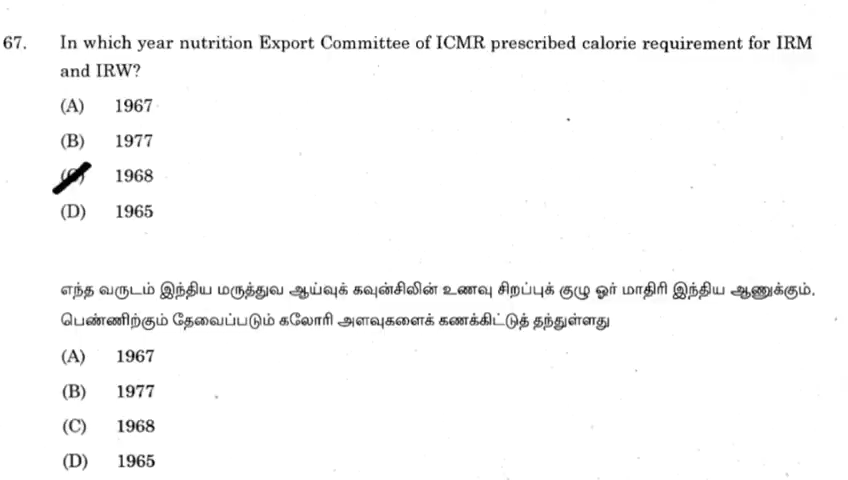 67. In which year nutrition Export Committee of ICMR prescribed calorie requirement for IRM
and IRW?
(A) 1967
(B) 1977
(C) 1968
(D) 1965
எந்த வருடம் இந்திய மருத்துவ ஆய்வுக் கவுன்சிலின் உணவு சிறப்புக் குழு ஓர் மாதிரி இந்திய ஆணுக்கும்,
பெண்ணிற்கும் தேவைப்படும் கலோரி அளவுகளைக் கணக்கிட்டுத் தந்துள்ளது
(A) 1967
(B) 1977
(C) 1968
(D) 1965